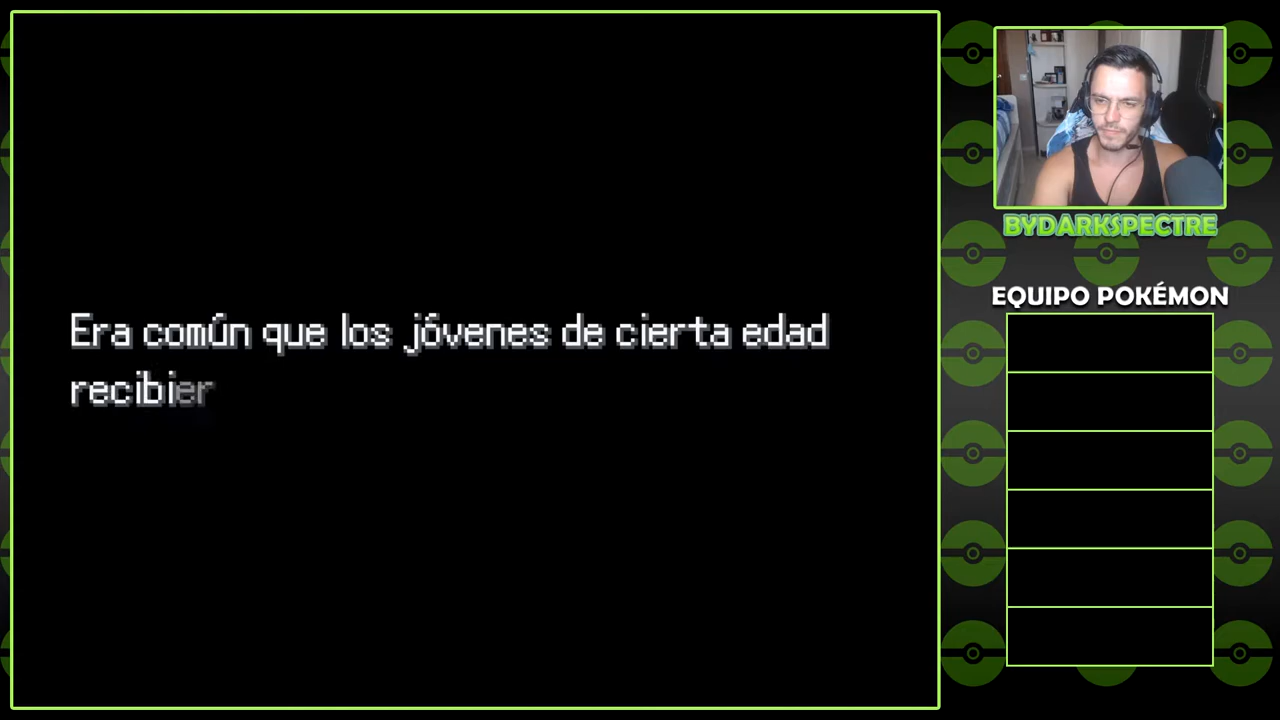 Era común que los jóvenes de cierta edad
recibier
BYDARKSPECTRE
EQUIPO POKÉMON